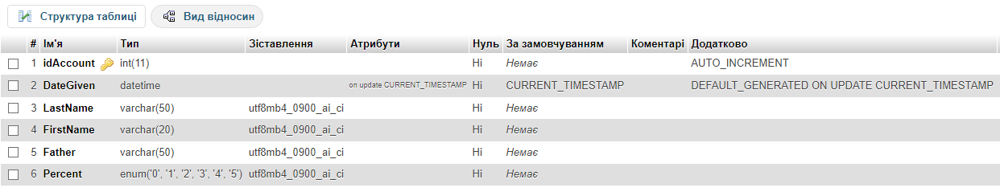 Структура таблиці Вид відносин
# Ім'я Тип Зіставлення Атрибути Нуль За замовчуванням Коментарі Додатково
1 idAccount int(11) Ні Немає AUTO_INCREMENT
2 DateGiven datetime on update CURRENT_TIMESTAMP Ні CURRENT_TIMESTAMP DEFAULT_GENERATED ON UPDATE CURRENT_TIMESTAMP
3 LastName varchar(50) utf8mb4_0900_ai_ci Ні Немає
4 FirstName varchar(20) utf8mb4_0900_ai_ci Ні Немає
5 Father varchar(50) utf8mb4_0900_ai_ci Ні Немає
6 Percent enum('0', '1', '2', '3', '4', '5') utf8mb4_0900_ai_ci Ні Немає